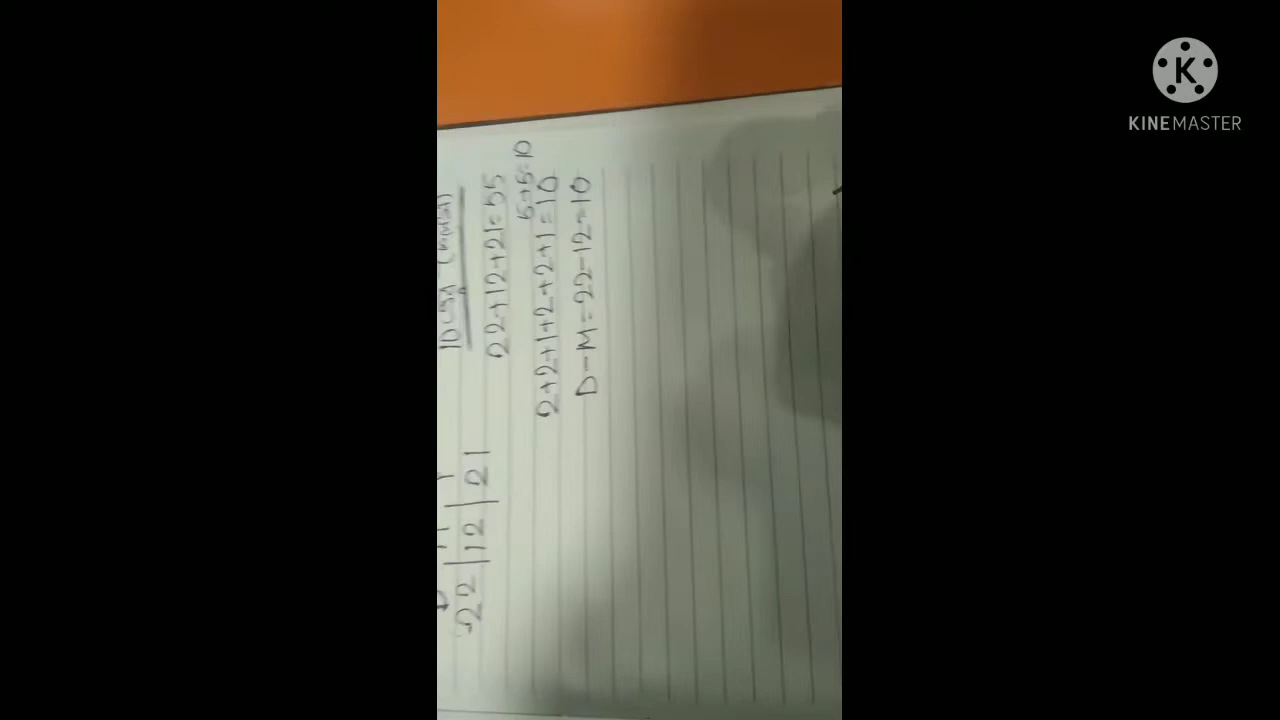 D M Y
22 | 12 | 21
22+12+21=55
5+5=10
2+2+1+2+2+1=10
D-M=22-12=10
KINEMASTER